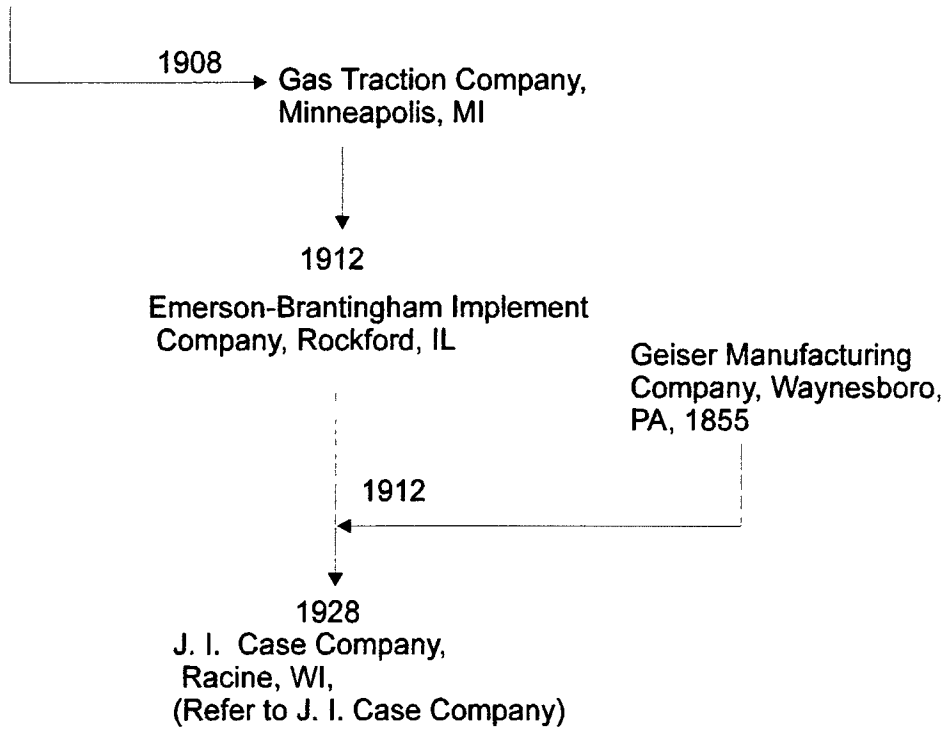 1908
Gas Traction Company,
Minneapolis, MI
1912
Emerson-Brantingham Implement
Company, Rockford, IL
Geiser Manufacturing
Company, Waynesboro,
PA, 1855
1912
1928
J. I. Case Company,
Racine, WI,
(Refer to J. I. Case Company)